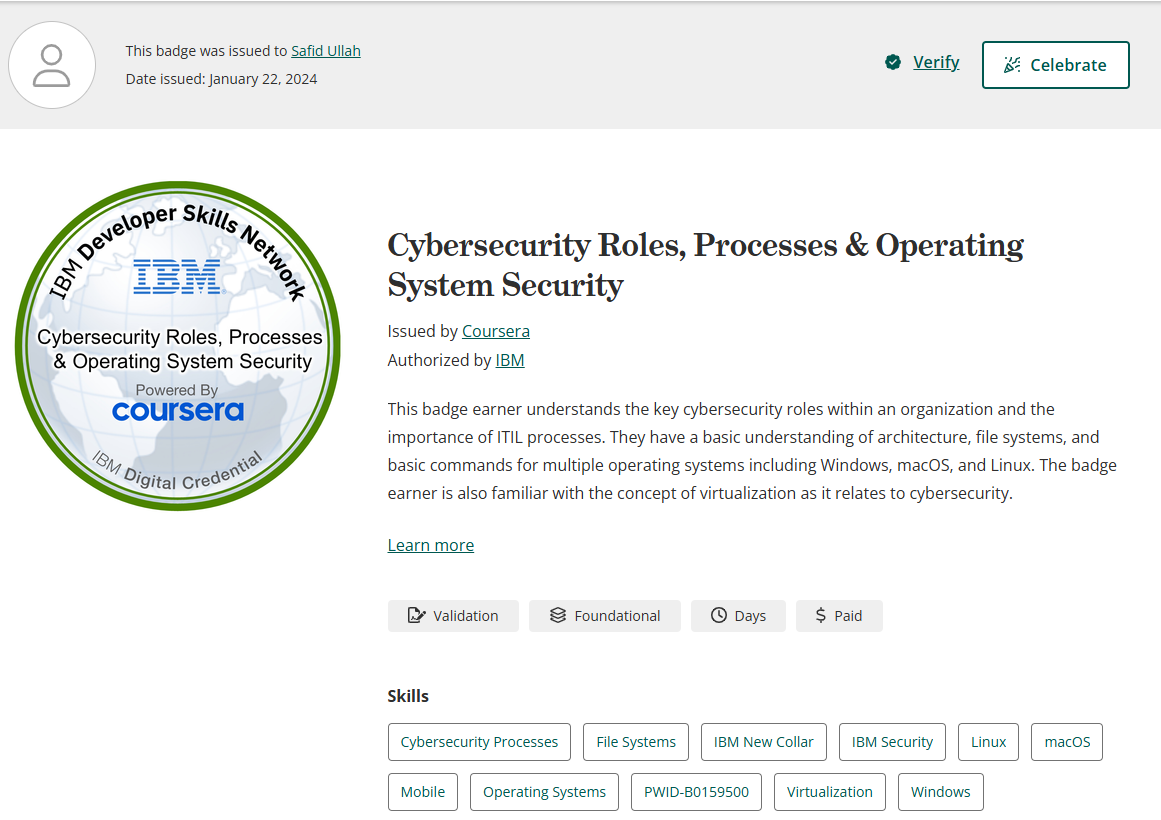 This badge was issued to Safid Ullah
Date issued: January 22, 2024
Verify
Celebrate
IBM Developer Skills Network
IBM
Cybersecurity Roles, Processes
& Operating System Security
Powered By
coursera
IBM Digital Credential
Cybersecurity Roles, Processes & Operating
System Security
Issued by Coursera
Authorized by IBM
This badge earner understands the key cybersecurity roles within an organization and the
importance of ITIL processes. They have a basic understanding of architecture, file systems, and
basic commands for multiple operating systems including Windows, macOS, and Linux. The badge
earner is also familiar with the concept of virtualization as it relates to cybersecurity.
Learn more
Validation Foundational Days $ Paid
Skills
Cybersecurity Processes File Systems IBM New Collar IBM Security Linux macOS
Mobile Operating Systems PWID-B0159500 Virtualization Windows